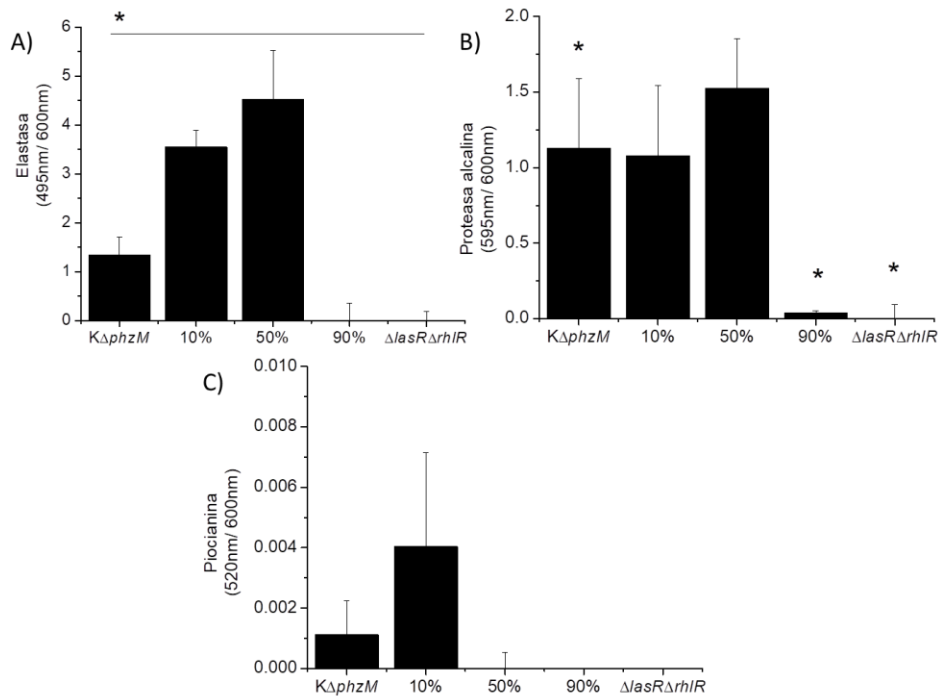 A)
*
Elastasa
(495nm/ 600nm)
6
5
4
3
2
1
0
KΔphzM 10% 50% 90% ΔlasRΔrhlR
B)
*
*
*
Proteasa alcalina
(595nm/ 600nm)
2.0
1.5
1.0
0.5
0.0
KΔphzM 10% 50% 90% ΔlasRΔrhlR
C)
Piocianina
(520nm/ 600nm)
0.010
0.008
0.006
0.004
0.002
0.000
KΔphzM 10% 50% 90% ΔlasRΔrhlR